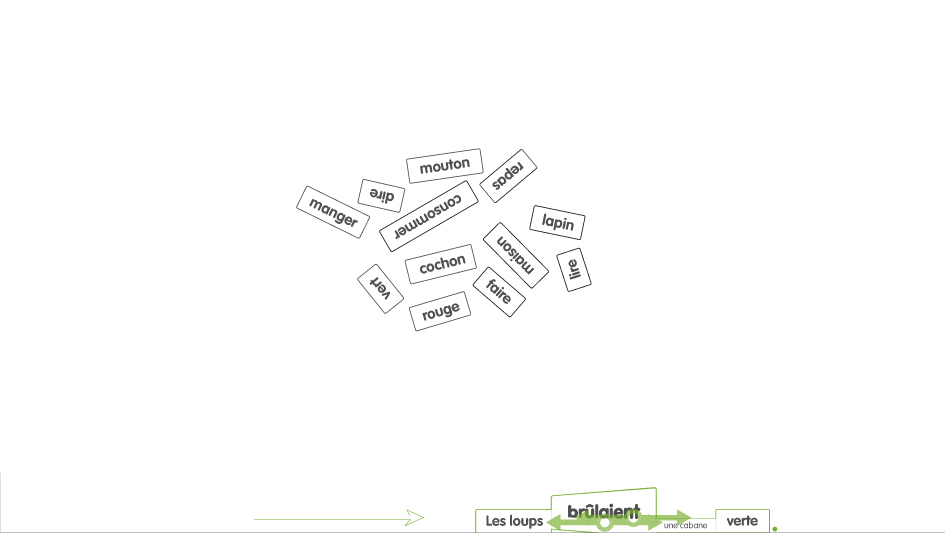 mouton
repas
dire
manger
consommer
lapin
maison
cochon
lire
vert
faire
rouge
brûlaient
Les loups
une cabane
verte